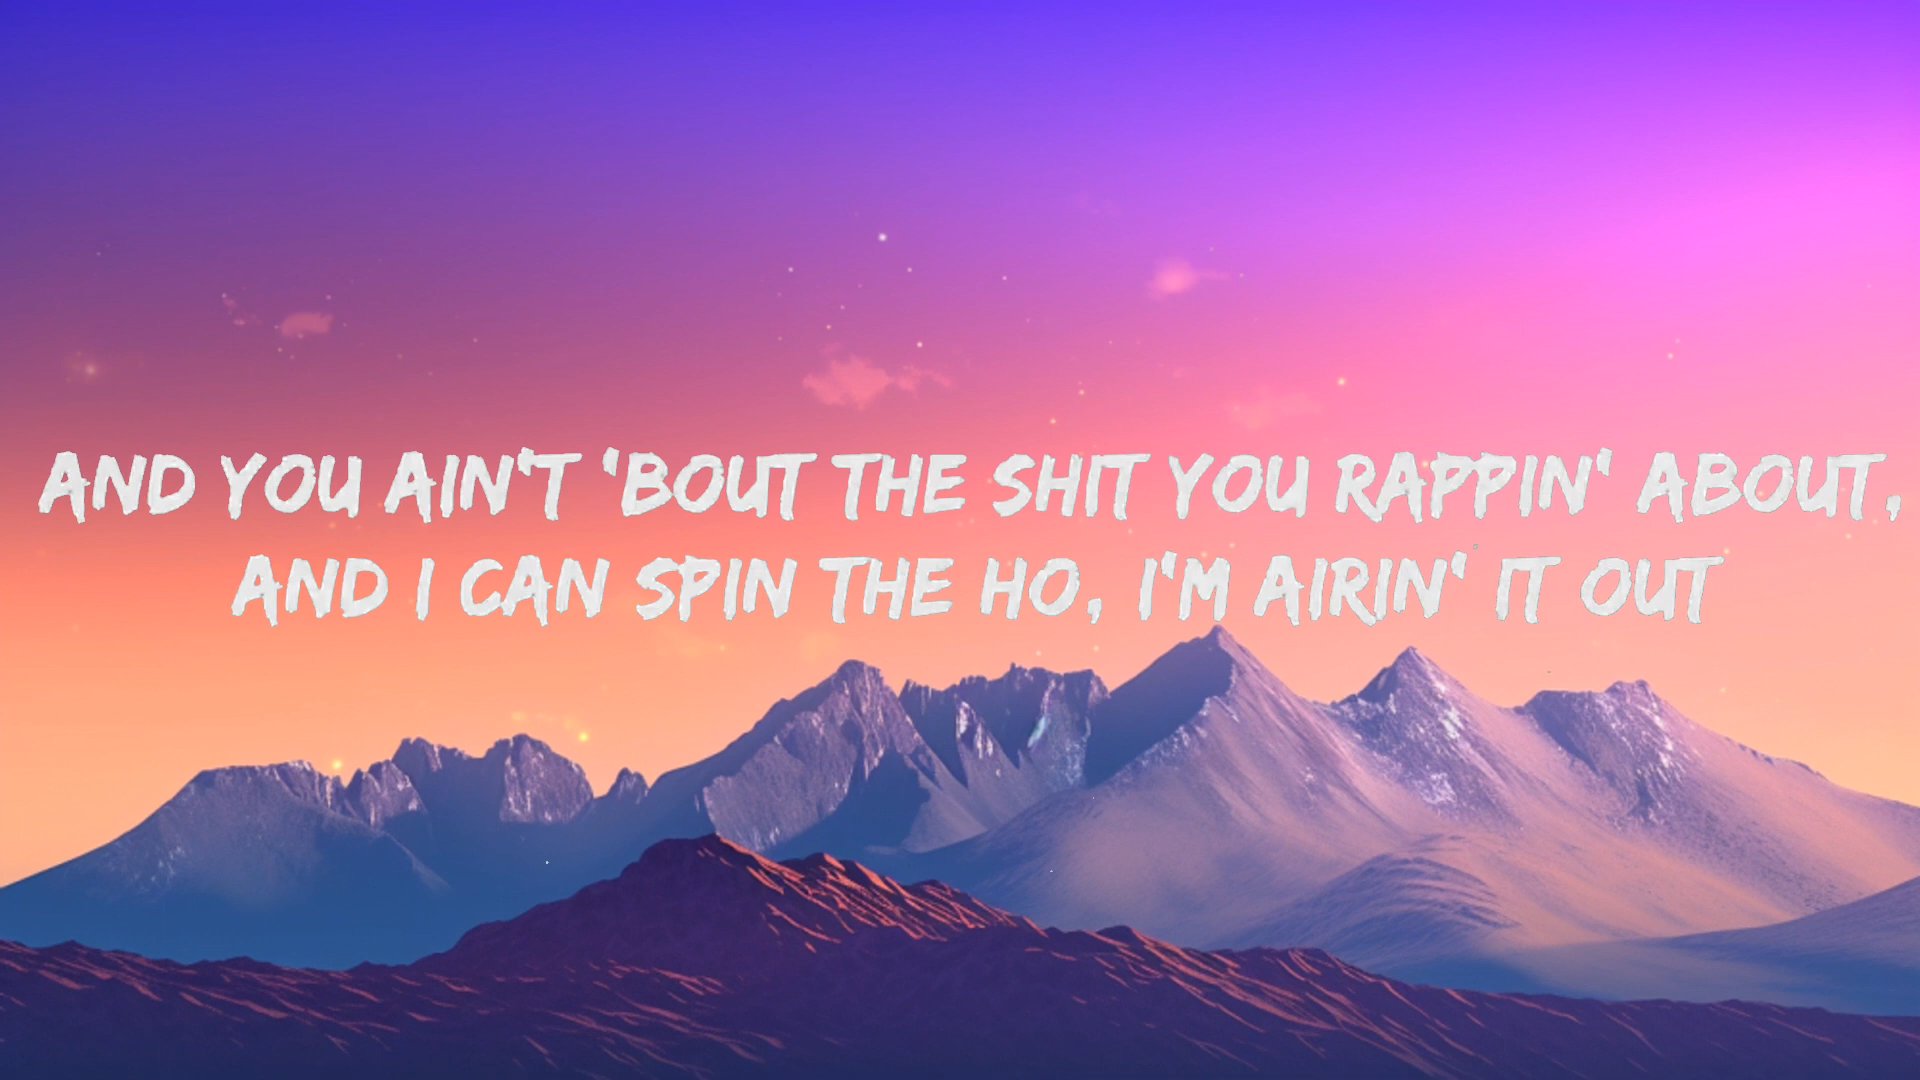 AND YOU AIN'T 'BOUT THE SHIT YOU RAPPIN' ABOUT,
AND I CAN SPIN THE HO, I'M AIRIN' IT OUT